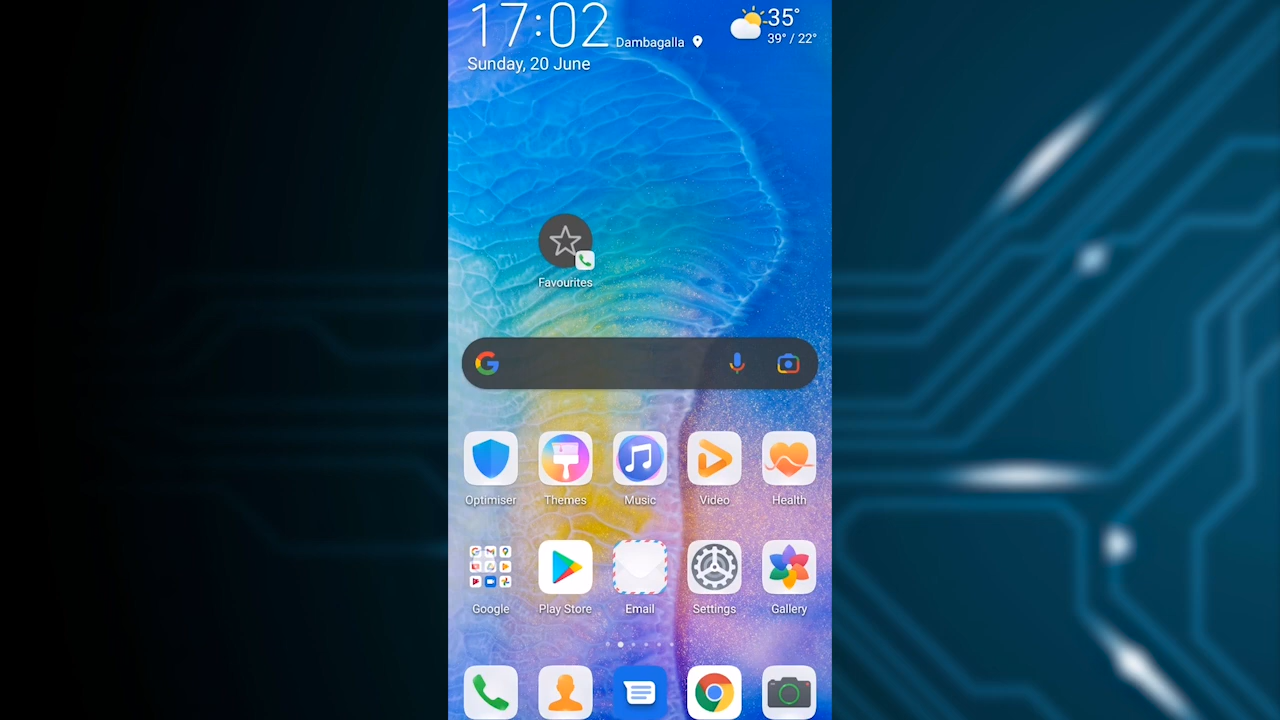 17:02
Dambagalla
35°
39° / 22°
Sunday, 20 June
Favourites
Optimiser
Themes
Music
Video
Health
Google
Play Store
Email
Settings
Gallery